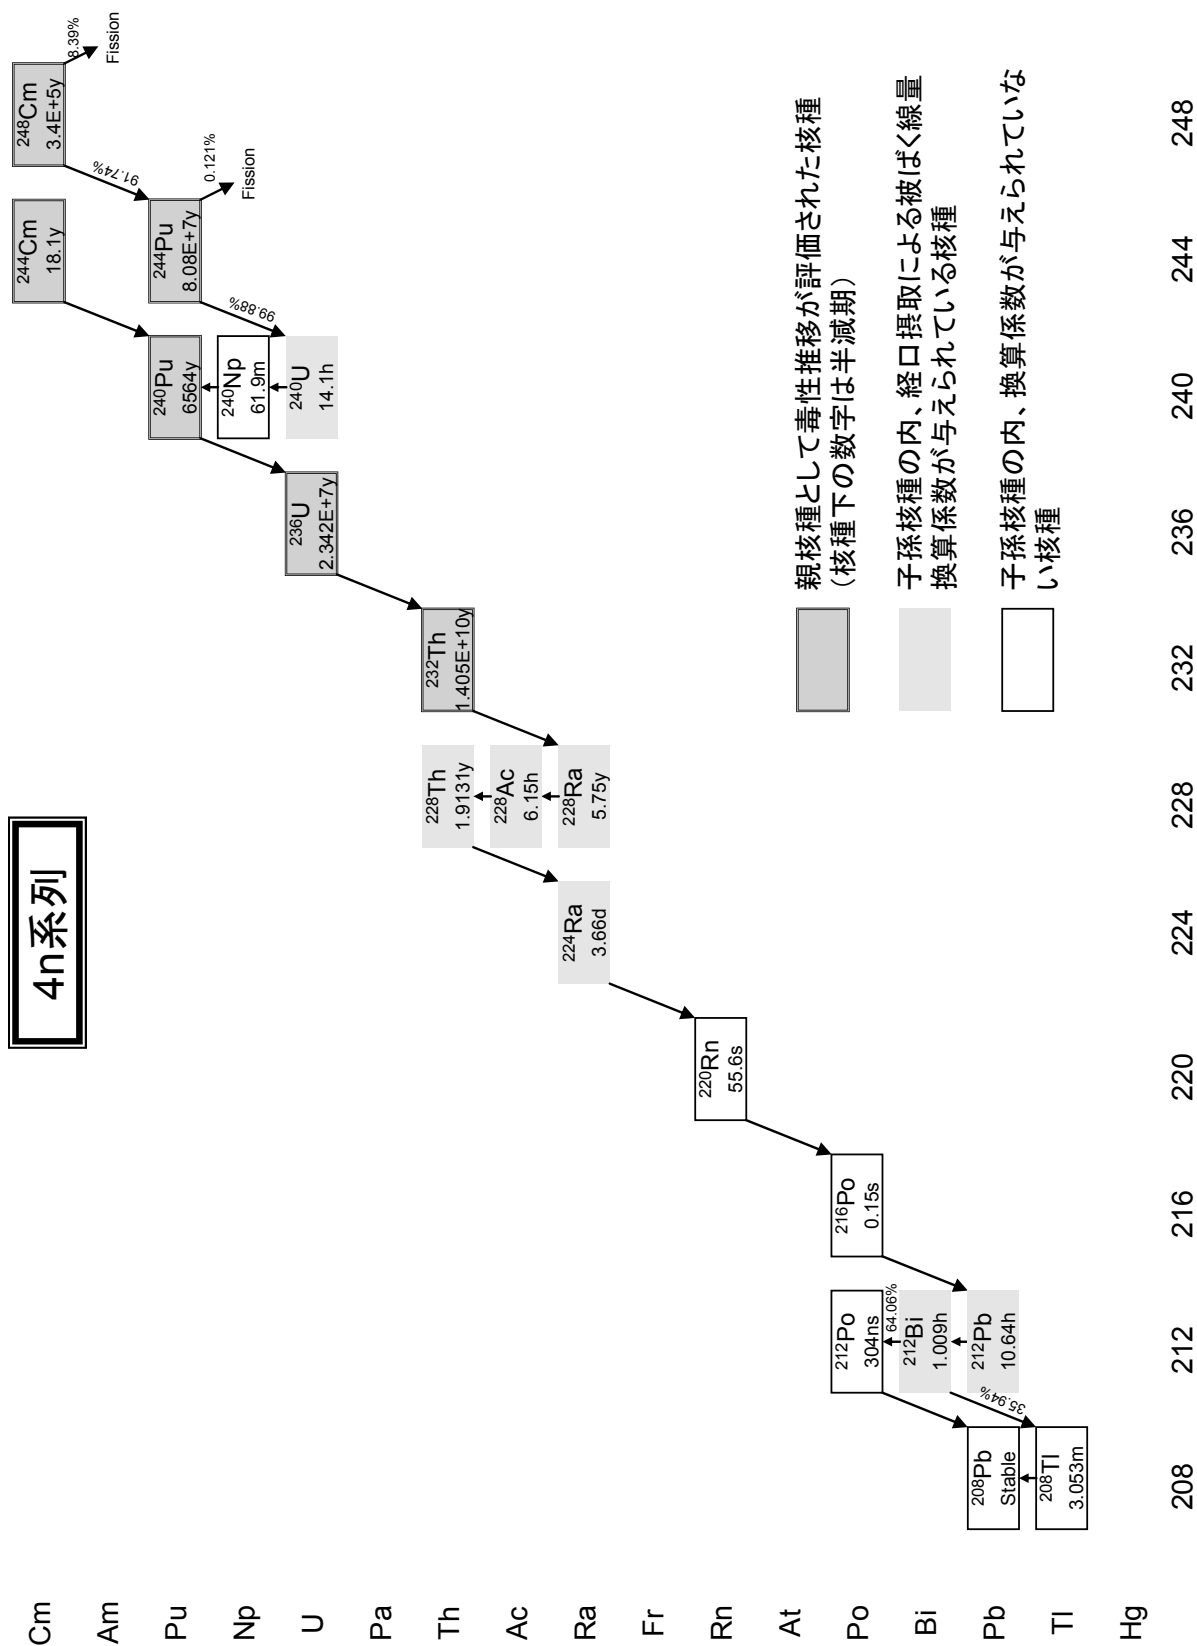 4n系列
Cm
Am
Pu
Np
U
Pa
Th
Ac
Ra
Fr
Rn
At
Po
Bi
Pb
Tl
Hg
248Cm
3.4E+5y
8.39%
Fission
91.74%
244Cm
18.1y
244Pu
8.08E+7y
0.121%
Fission
99.88%
240Pu
6564y
240Np
61.9m
240U
14.1h
236U
2.342E+7y
232Th
1.405E+10y
228Th
1.9131y
228Ac
6.15h
228Ra
5.75y
224Ra
3.66d
220Rn
55.6s
216Po
0.15s
212Po
304ns
64.06%
212Bi
1.009h
212Pb
10.64h
35.94%
208Pb
Stable
208Tl
3.053m
親核種として毒性推移が評価された核種
(核種下の数字は半減期)
子孫核種の内、経口摂取による被ばく線量
換算係数が与えられている核種
子孫核種の内、換算係数が与えられていな
い核種
208
212
216
220
224
228
232
236
240
244
248